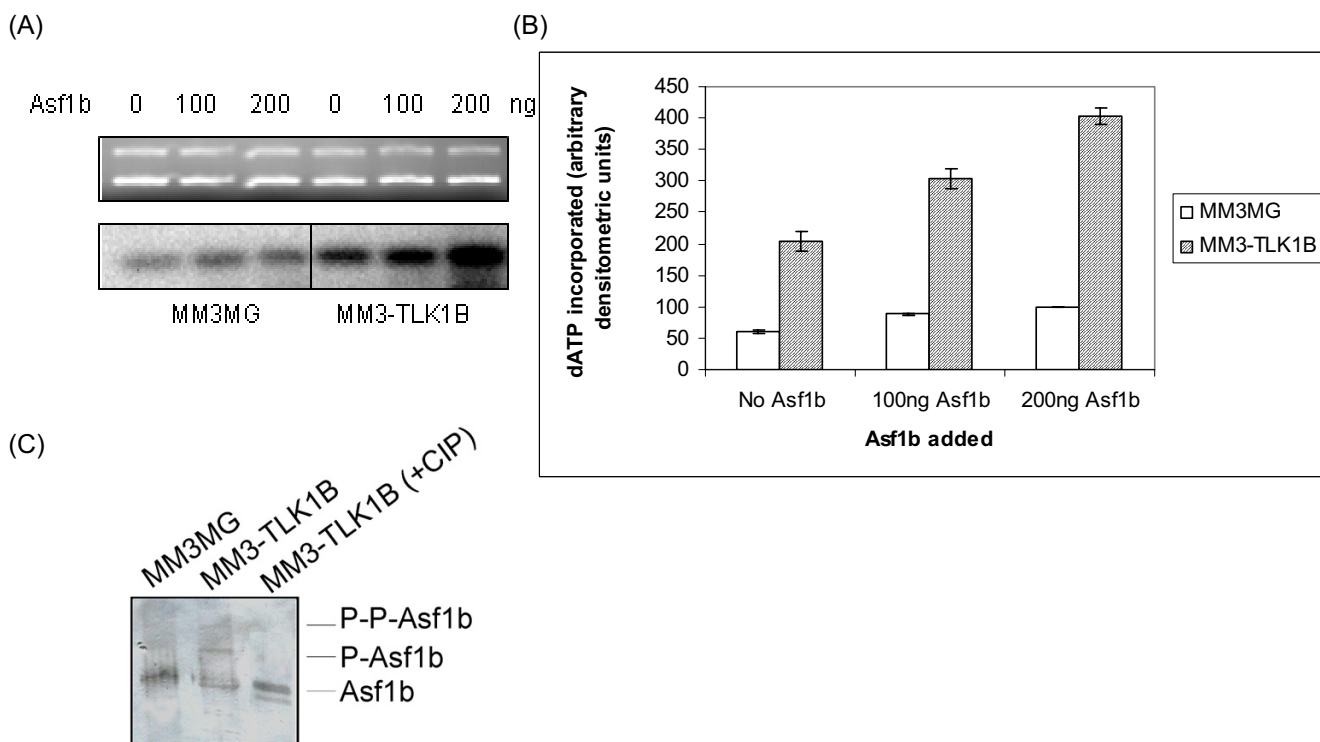 (A)
Asf1b 0 100 200 0 100 200 ng
MM3MG MM3-TLK1B
(B)
dATP incorporated (arbitrary
densitometric units)
450
400
350
300
250
200
150
100
50
0
No Asf1b 100ng Asf1b 200ng Asf1b
Asf1b added
MM3MG
MM3-TLK1B
(C)
MM3MG
MM3-TLK1B
MM3-TLK1B (+CIP)
P-P-Asf1b
P-Asf1b
Asf1b